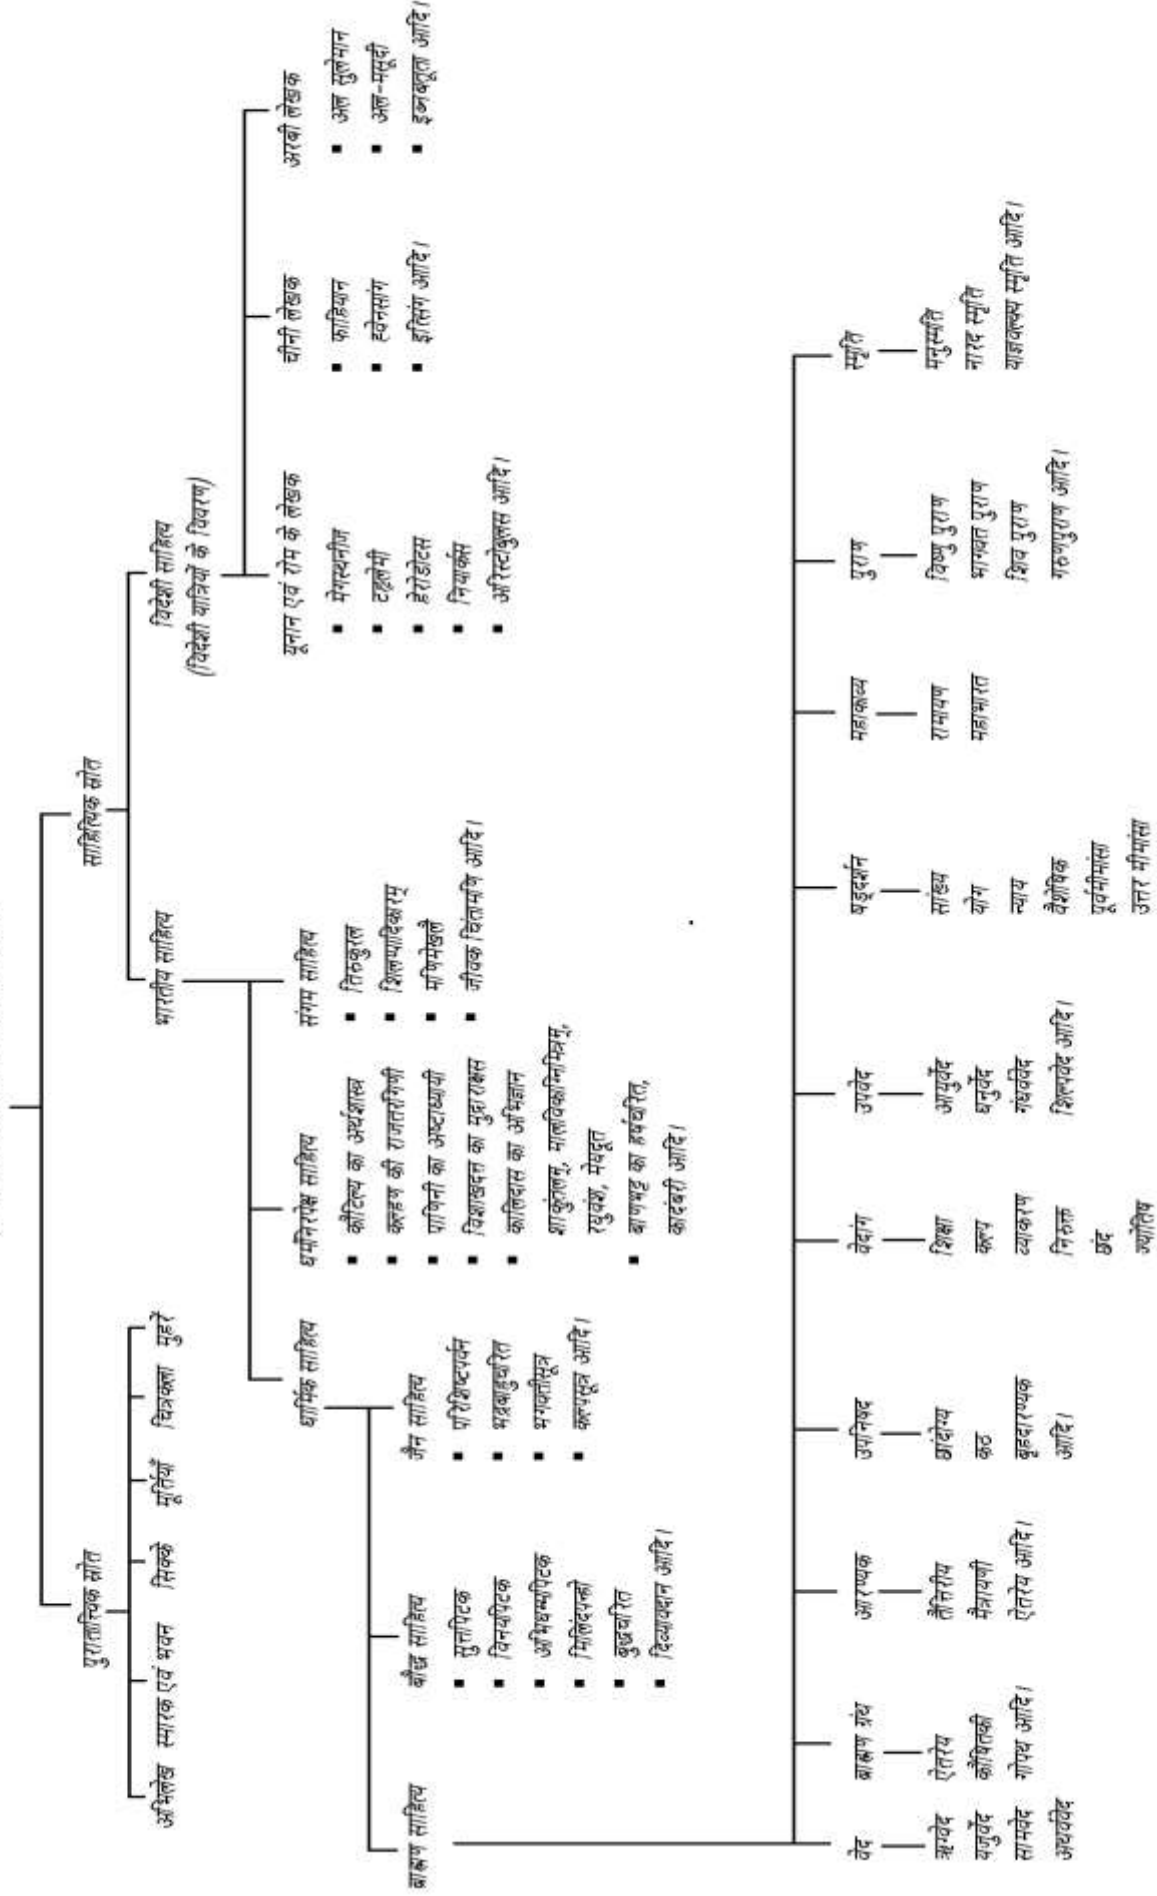 पुरातात्त्विक स्रोत
साहित्यिक स्रोत
अभिलेख
स्मारक एवं भवन
सिक्के
मूर्तियाँ
चित्रकला
मुहरें
भारतीय साहित्य
विदेशी साहित्य
(विदेशी यात्रियों के विवरण)
धार्मिक साहित्य
धर्मनिरपेक्ष साहित्य
▪ कौटिल्य का अर्थशास्त्र
▪ कल्हण की राजतरंगिणी
▪ पाणिनी का अष्टाध्यायी
▪ विशाखदत्त का मुद्राराक्षस
▪ कालिदास का अभिज्ञान
शाकुंतलम्, मालविकाग्निमित्रम्,
रघुवंश, मेघदूत
▪ बाणभट्ट का हर्षचरित,
कादंबरी आदि।
संगम साहित्य
▪ तिरुकुरल
▪ शिलप्पादिकारम्
▪ मणिमेखलै
▪ जीवक चिंतामणि आदि।
यूनान एवं रोम के लेखक
▪ मेगस्थनीज
▪ टॉलेमी
▪ हेरोडोटस
▪ नियार्कस
▪ अरिस्टोबुलस आदि।
चीनी लेखक
▪ फाहियान
▪ ह्वेनसांग
▪ इत्सिंग आदि।
अरबी लेखक
▪ अल सुलेमान
▪ अल-मसूदी
▪ इब्नबतूता आदि।
ब्राह्मण साहित्य
बौद्ध साहित्य
▪ सुत्तपिटक
▪ विनयपिटक
▪ अभिधम्मपिटक
▪ मिलिंदपन्हो
▪ बुद्धचरित
▪ दिव्यावदान आदि।
जैन साहित्य
▪ परिशिष्टपर्वन
▪ भद्रबाहुचरित
▪ भगवतीसूत्र
▪ कल्पसूत्र आदि।
वेद
ऋग्वेद
यजुर्वेद
सामवेद
अथर्ववेद
ब्राह्मण ग्रंथ
ऐतरेय
कौषितकी
गोपथ आदि।
आरण्यक
तैत्तिरीय
मैत्रायणी
ऐतरेय आदि।
उपनिषद
छांदोग्य
कठ
बृहदारण्यक
आदि।
वेदांग
शिक्षा
कल्प
व्याकरण
निरुक्त
छंद
ज्योतिष
उपवेद
आयुर्वेद
धनुर्वेद
गंधर्ववेद
शिल्पवेद आदि।
षड्दर्शन
सांख्य
योग
न्याय
वैशेषिक
पूर्वमीमांसा
उत्तर मीमांसा
महाकाव्य
रामायण
महाभारत
पुराण
विष्णु पुराण
भागवत पुराण
शिव पुराण
गरुणपुराण आदि।
स्मृति
मनुस्मृति
नारद स्मृति
याज्ञवल्क्य स्मृति आदि।